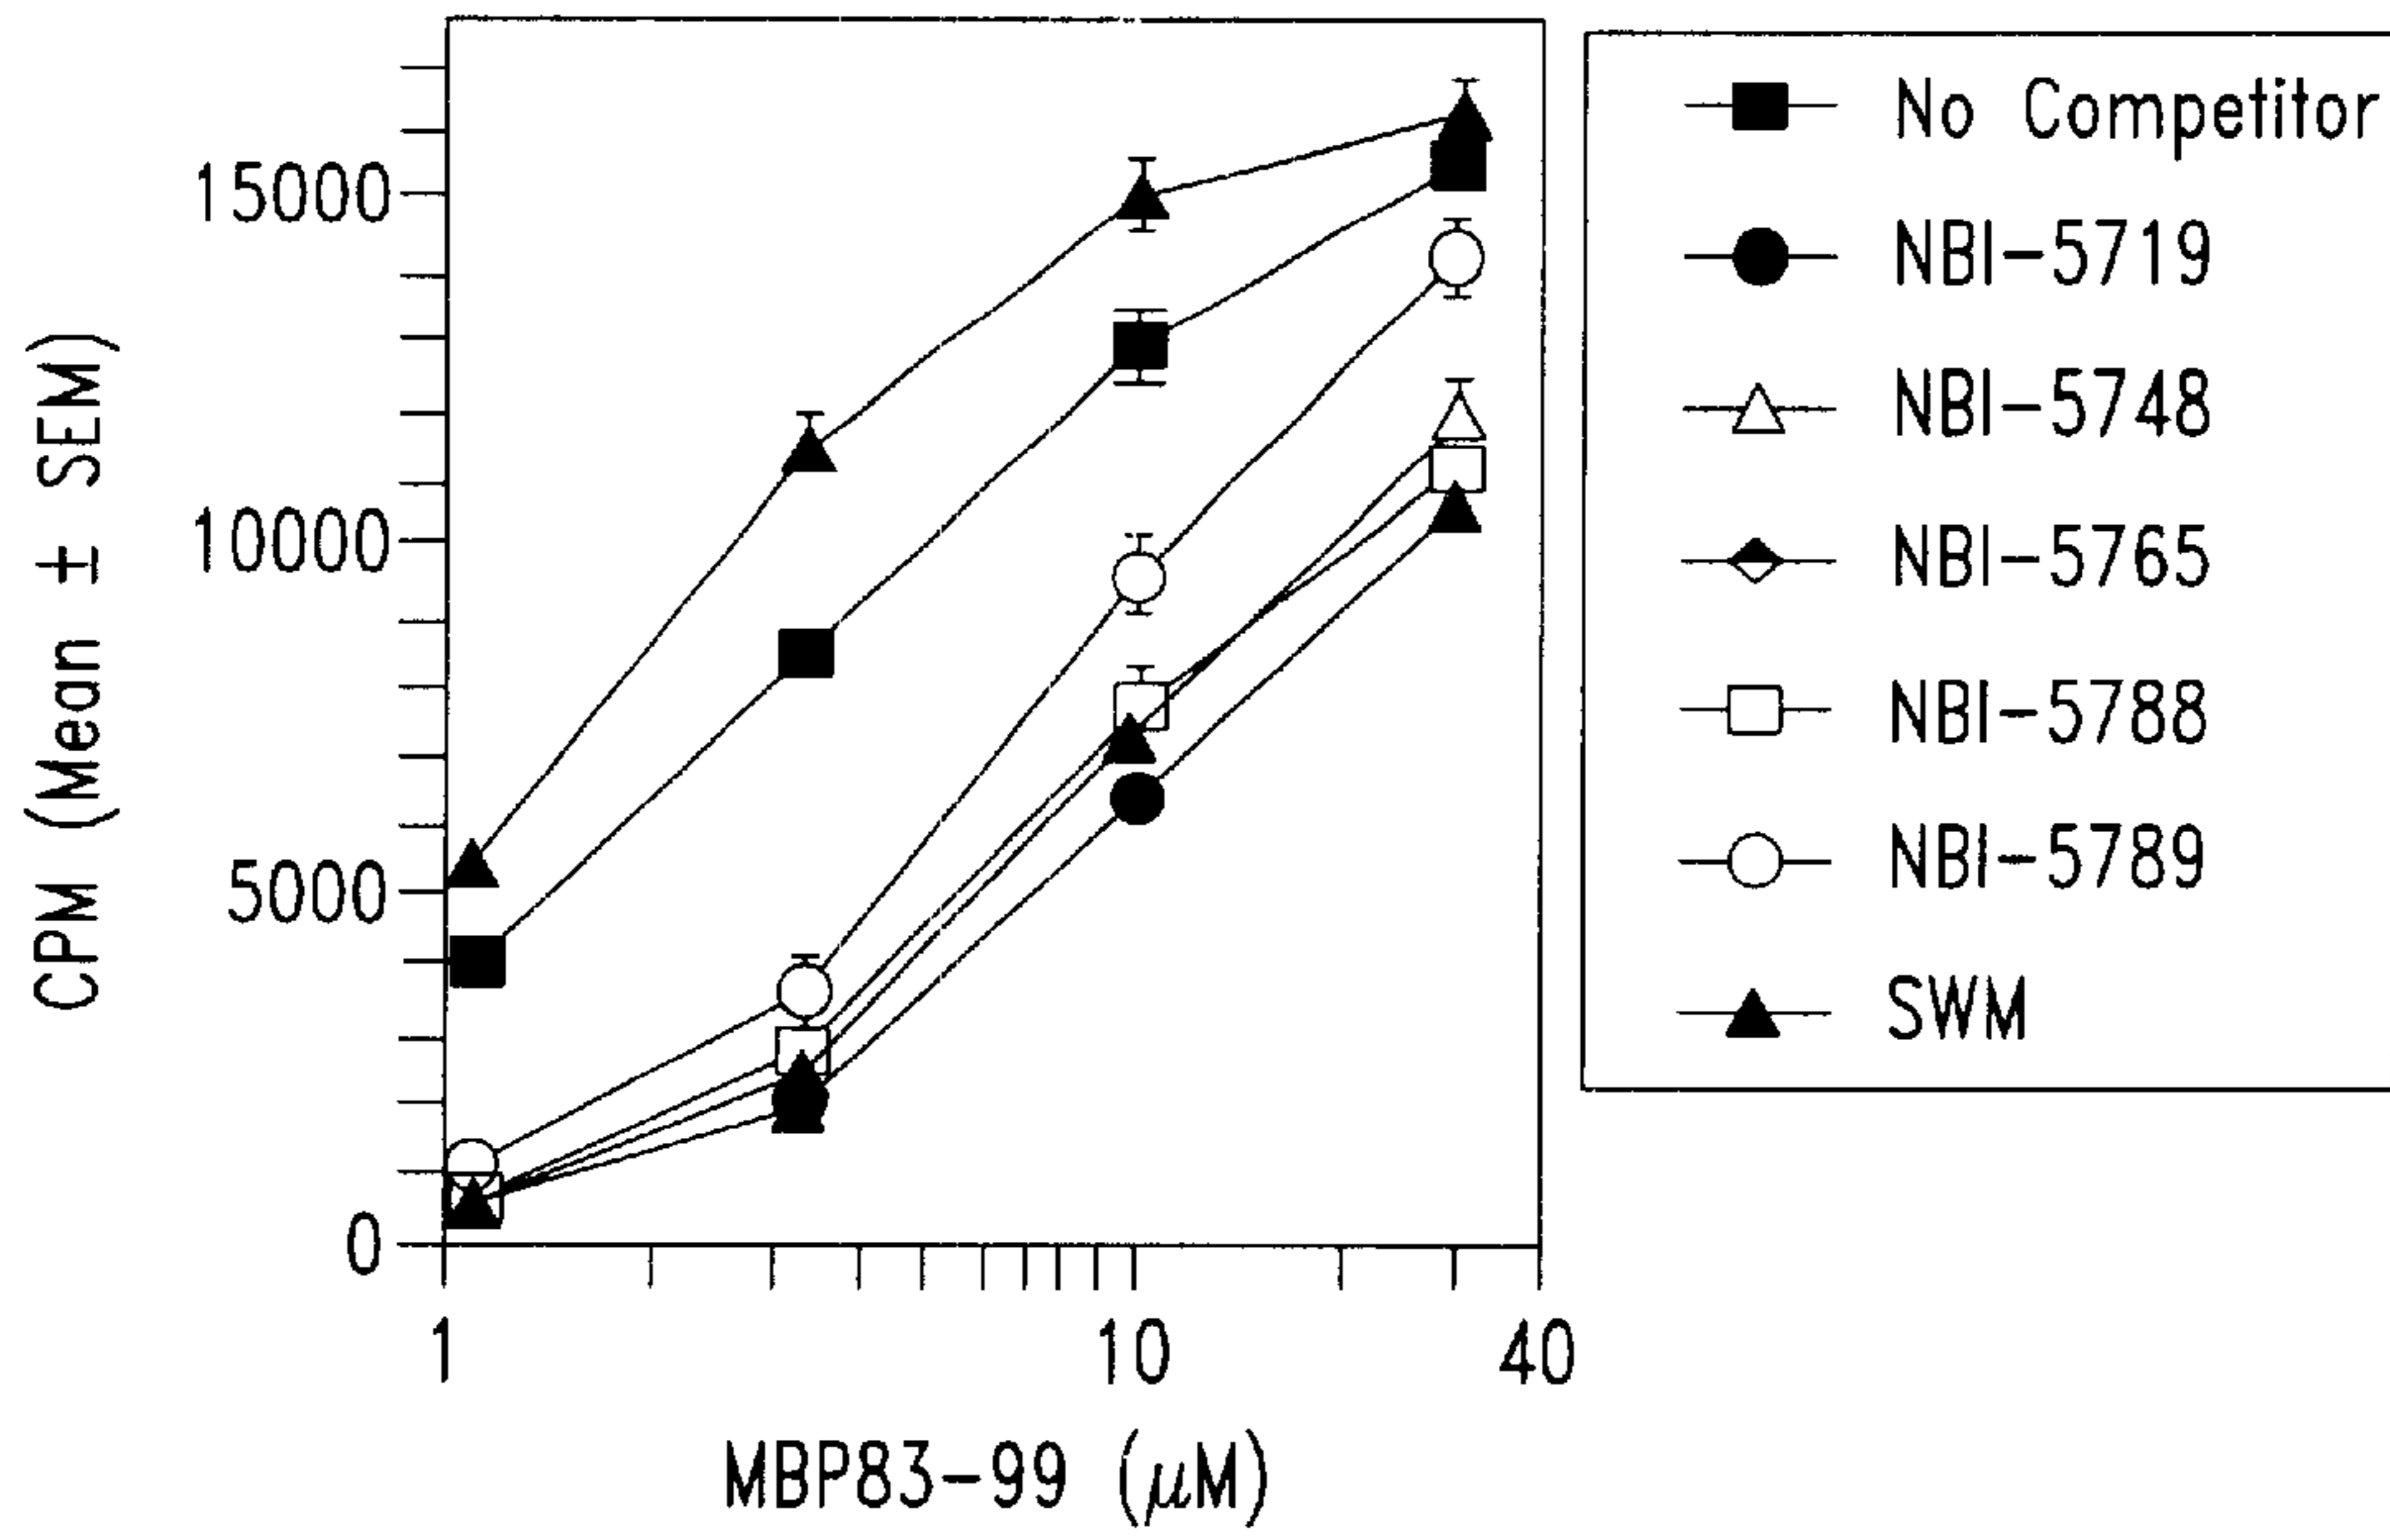 CPM (Mean ± SEM)
15000
10000
5000
0
1
10
40
MBP83-99 (μM)
No Competitor
NBI-5719
NBI-5748
NBI-5765
NBI-5788
NBI-5789
SWM